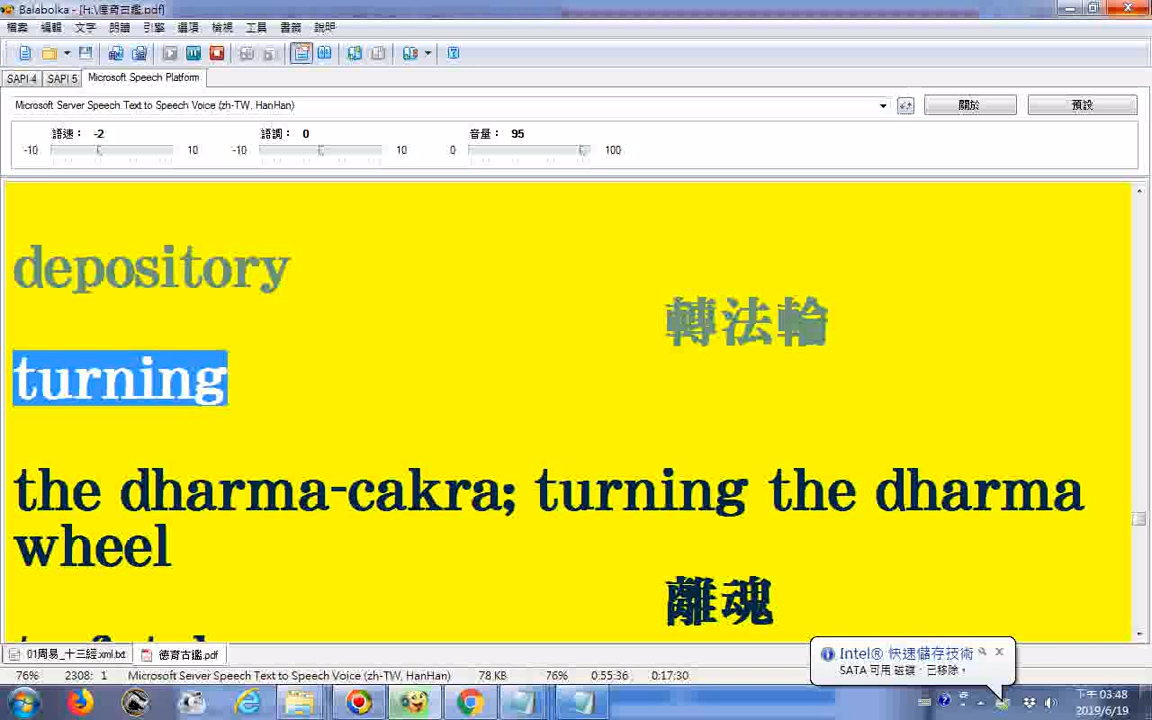 Balabolka - [H:\德育古鑑.pdf]
檔案 編輯 文字 朗讀 引擎 選項 檢視 工具 書籤 說明
SAPI 4 SAPI 5 Microsoft Speech Platform
Microsoft Server Speech Text to Speech Voice (zh-TW, HanHan) 關於 預設
語速： -2 語調： 0 音量： 95
-10 10 -10 10 0 100
depository
轉法輪
turning
the dharma-cakra; turning the dharma
wheel
離魂
01周易_十三經.xml.txt 德育古鑑.pdf
Intel® 快速儲存技術
SATA 可用 磁碟：已移除。
76% 2308: 1 Microsoft Server Speech Text to Speech Voice (zh-TW, HanHan) 78 KB 76% 0:55:36 0:17:30
下午 03:48
2019/6/19